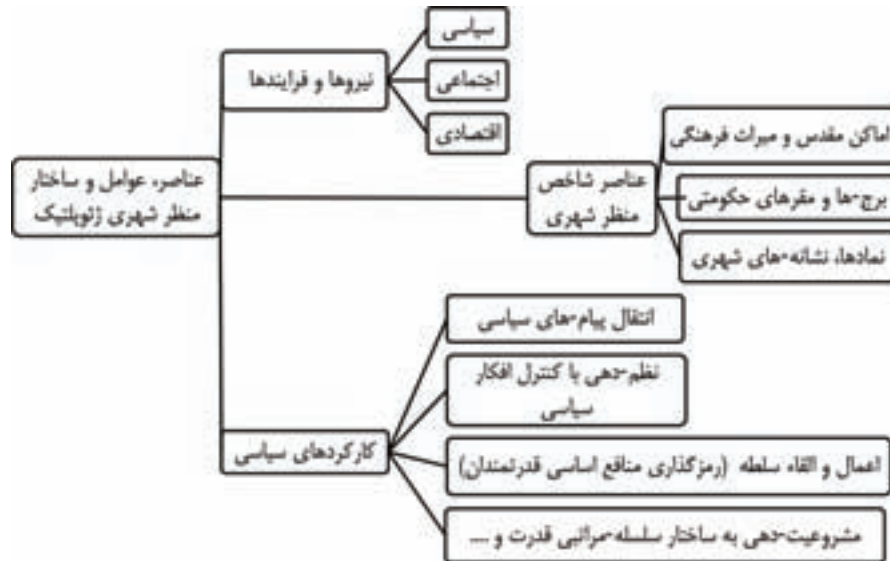 عناصر، عوامل و ساختار
منظر شهری ژئوپلتیک
نیروها و فرایندها
سیاسی
اجتماعی
اقتصادی
عناصر شاخص
منظر شهری
اماکن مقدس و میراث فرهنگی
برج-ها و مقرهای حکومتی
نمادها، نشانه-های شهری
کارکردهای سیاسی
انتقال پیام-های سیاسی
نظم-دهی با کنترل افکار
سیاسی
اعمال و القاء سلطه (رمزگذاری منافع اساسی قدرتمندان)
مشروعیت-دهی به ساختار سلسله-مراتبی قدرت و ....